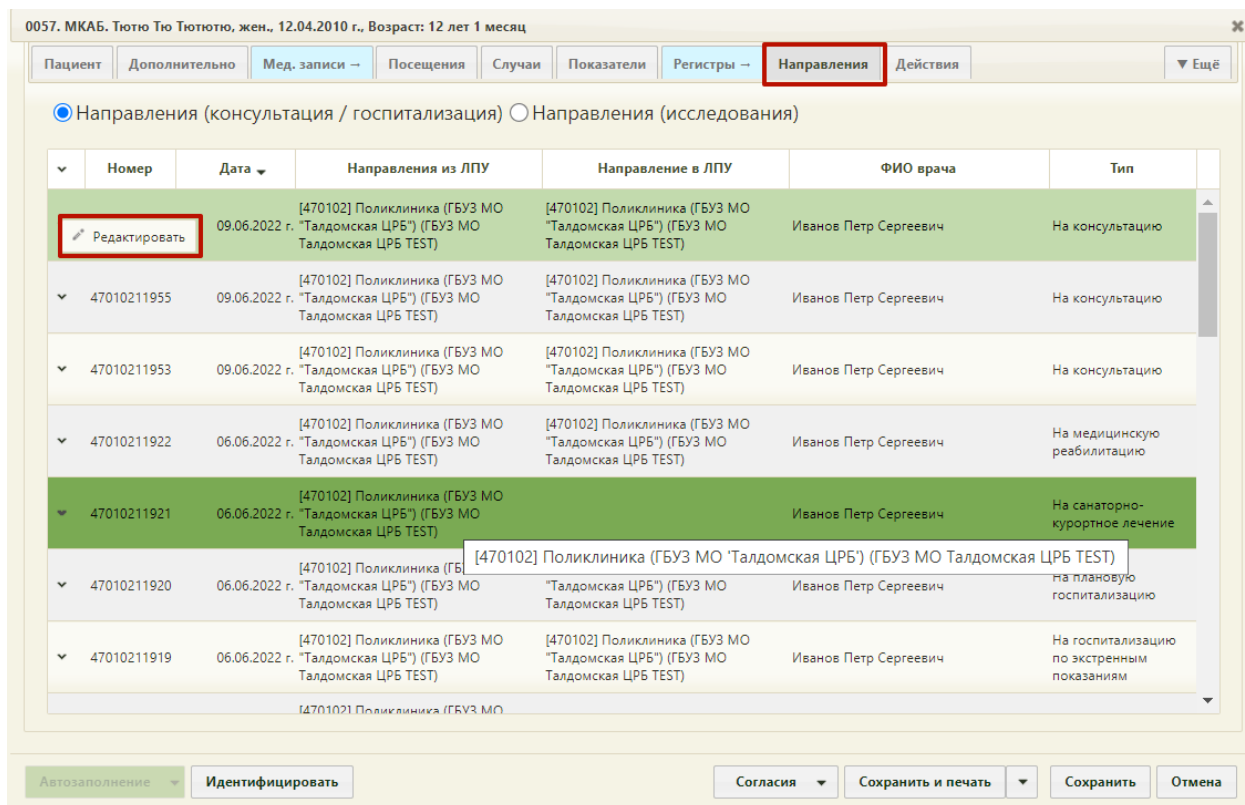 0057. МКАБ. Тютю Тю Тютютю, жен., 12.04.2010 г., Возраст: 12 лет 1 месяц
Пациент Дополнительно Мед. записи → Посещения Случаи Показатели Регистры → Направления Действия ▼ Ещё
Направления (консультация / госпитализация) Направления (исследования)
Номер Дата Направления из ЛПУ Направление в ЛПУ ФИО врача Тип
[470102] Поликлиника (ГБУЗ МО [470102] Поликлиника (ГБУЗ МО
Редактировать 09.06.2022 г. "Талдомская ЦРБ") (ГБУЗ МО "Талдомская ЦРБ") (ГБУЗ МО Иванов Петр Сергеевич На консультацию
Талдомская ЦРБ TEST) Талдомская ЦРБ TEST)
[470102] Поликлиника (ГБУЗ МО [470102] Поликлиника (ГБУЗ МО
47010211955 09.06.2022 г. "Талдомская ЦРБ") (ГБУЗ МО "Талдомская ЦРБ") (ГБУЗ МО Иванов Петр Сергеевич На консультацию
Талдомская ЦРБ TEST) Талдомская ЦРБ TEST)
[470102] Поликлиника (ГБУЗ МО [470102] Поликлиника (ГБУЗ МО
47010211953 09.06.2022 г. "Талдомская ЦРБ") (ГБУЗ МО "Талдомская ЦРБ") (ГБУЗ МО Иванов Петр Сергеевич На консультацию
Талдомская ЦРБ TEST) Талдомская ЦРБ TEST)
[470102] Поликлиника (ГБУЗ МО [470102] Поликлиника (ГБУЗ МО На медицинскую
47010211922 06.06.2022 г. "Талдомская ЦРБ") (ГБУЗ МО "Талдомская ЦРБ") (ГБУЗ МО Иванов Петр Сергеевич реабилитацию
Талдомская ЦРБ TEST) Талдомская ЦРБ TEST)
[470102] Поликлиника (ГБУЗ МО На санаторно-
47010211921 06.06.2022 г. "Талдомская ЦРБ") (ГБУЗ МО Иванов Петр Сергеевич курортное лечение
Талдомская ЦРБ TEST)
[470102] Поликлиника (ГБУЗ МО 'Талдомская ЦРБ') (ГБУЗ МО Талдомская ЦРБ TEST)
[470102] Поликлиника На плановую
47010211920 06.06.2022 г. "Талдомская ЦРБ") (ГБУЗ МО "Талдомская ЦРБ") (ГБУЗ МО Иванов Петр Сергеевич госпитализацию
Талдомская ЦРБ TEST) Талдомская ЦРБ TEST)
[470102] Поликлиника (ГБУЗ МО [470102] Поликлиника (ГБУЗ МО На госпитализацию
47010211919 06.06.2022 г. "Талдомская ЦРБ") (ГБУЗ МО "Талдомская ЦРБ") (ГБУЗ МО Иванов Петр Сергеевич по экстренным
Талдомская ЦРБ TEST) Талдомская ЦРБ TEST) показаниям
[470102] Поликлиника (ГБУЗ МО
Автозаполнение Идентифицировать Согласия Сохранить и печать Сохранить Отмена